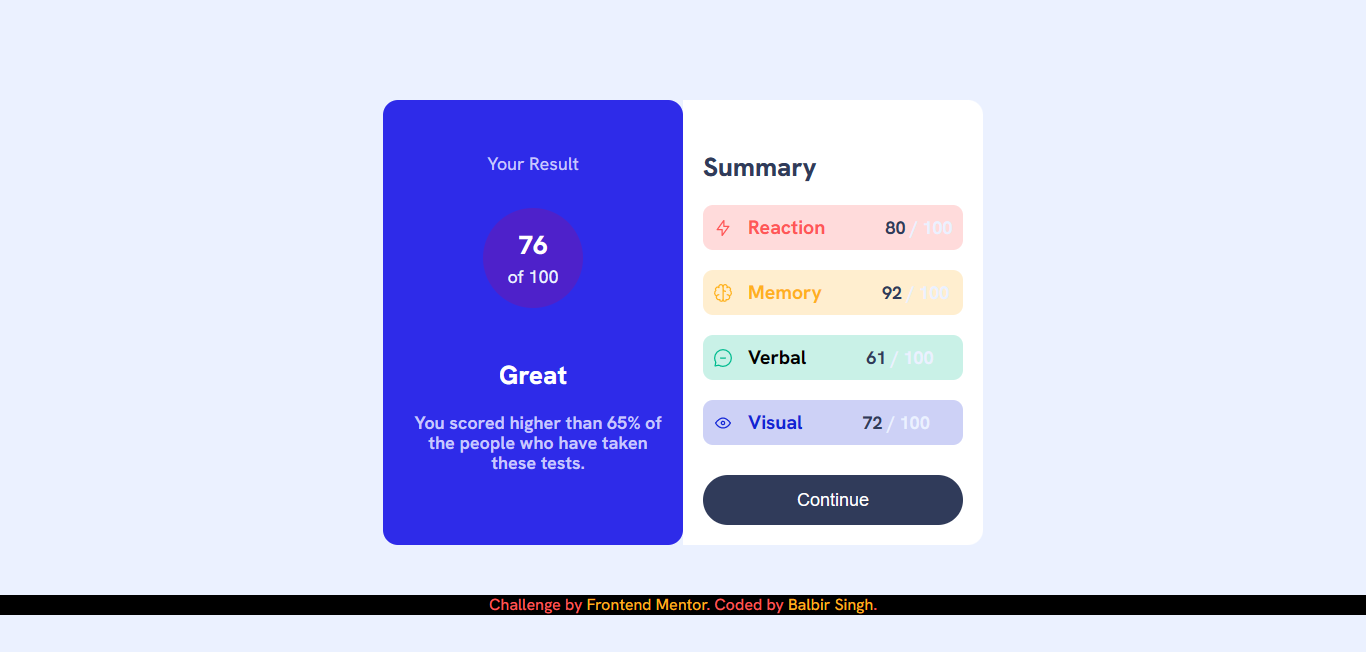 Your Result
76
of 100
Great
You scored higher than 65% of
the people who have taken
these tests.
Summary
Reaction 80 / 100
Memory 92 / 100
Verbal 61 / 100
Visual 72 / 100
Continue
Challenge by Frontend Mentor. Coded by Balbir Singh.